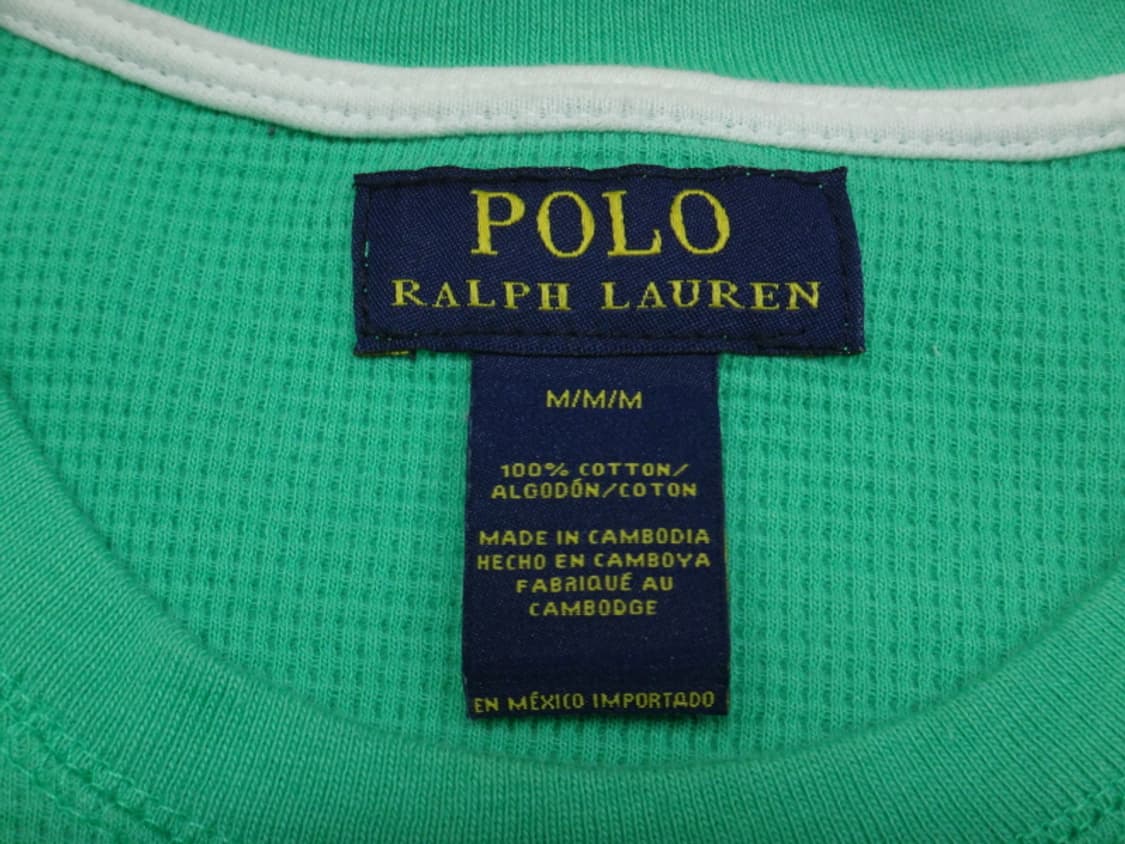 POLO
RALPH LAUREN
M/M/M
100% COTTON/
ALGODÓN/COTON
MADE IN CAMBODIA
HECHO EN CAMBOYA
FABRIQUÉ AU
CAMBODGE
EN MÉXICO IMPORTADO